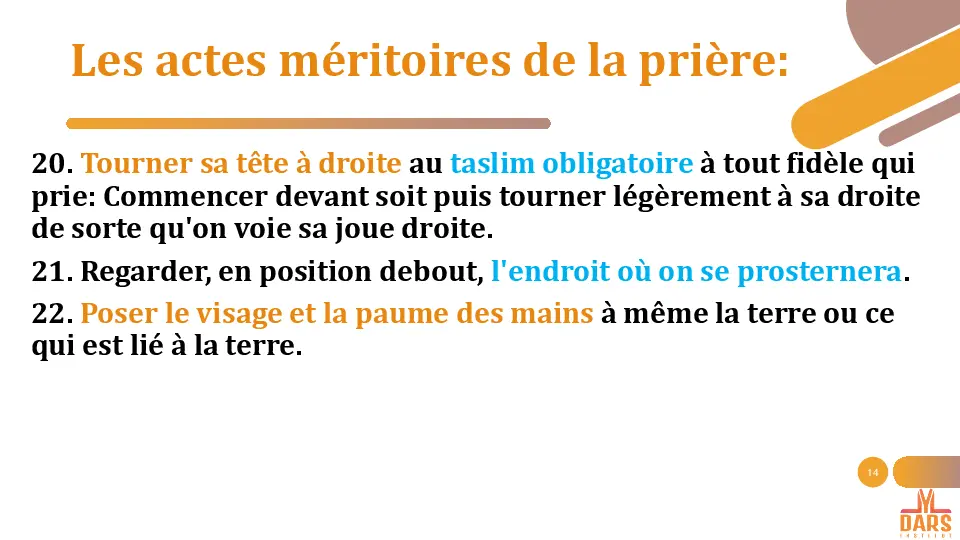 Les actes méritoires de la prière:
20. Tourner sa tête à droite au taslim obligatoire à tout fidèle qui
prie: Commencer devant soit puis tourner légèrement à sa droite
de sorte qu'on voie sa joue droite.
21. Regarder, en position debout, l'endroit où on se prosternera.
22. Poser le visage et la paume des mains à même la terre ou ce
qui est lié à la terre.
14
DARS
INSTITUT